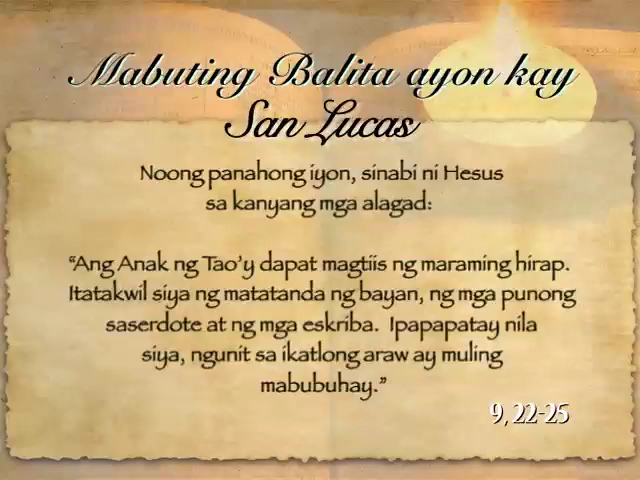 Mabuting Balita ayon kay
San Lucas
Noong panahong iyon, sinabi ni Hesus
sa kanyang mga alagad:
“Ang Anak ng Tao’y dapat magtiis ng maraming hirap.
Itatakwil siya ng matatanda ng bayan, ng mga punong
saserdote at ng mga eskriba. Ipapapatay nila
siya, ngunit sa ikatlong araw ay muling
mabubuhay.”
9, 22-25